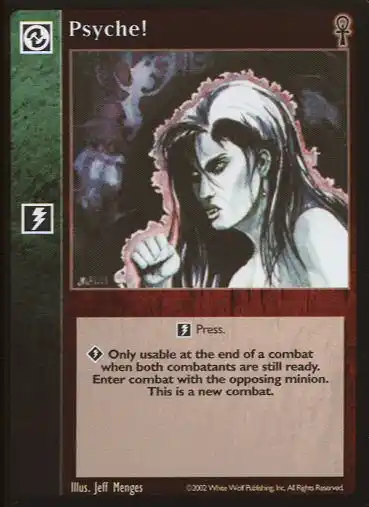 Psyche!
Press.
Only usable at the end of a combat
when both combatants are still ready.
Enter combat with the opposing minion.
This is a new combat.
Illus. Jeff Menges
©2002 White Wolf Publishing, Inc. All Rights Reserved.